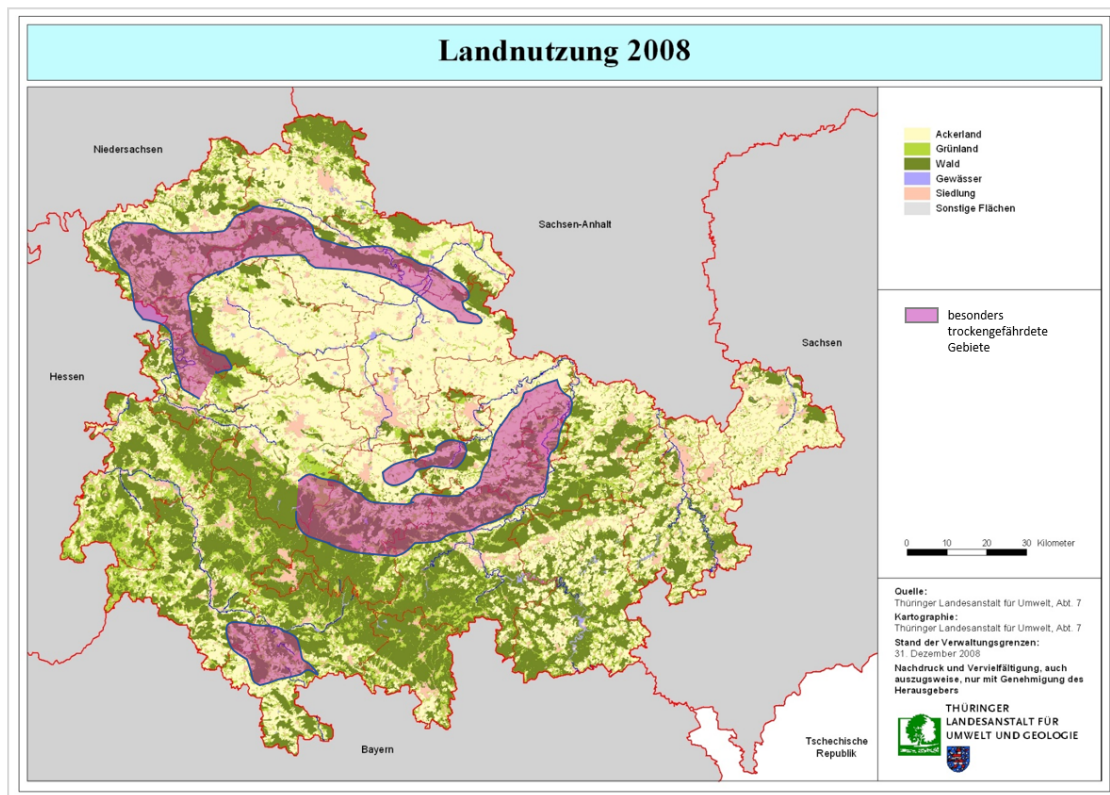 Landnutzung 2008
Niedersachsen
Sachsen-Anhalt
Sachsen
Hessen
Bayern
Tschechische
Republik
Ackerland
Grünland
Wald
Gewässer
Siedlung
Sonstige Flächen
besonders
trockengefährdete
Gebiete
0 10 20 30 Kilometer
Quelle:
Thüringer Landesanstalt für Umwelt, Abt. 7
Kartographie:
Thüringer Landesanstalt für Umwelt, Abt. 7
Stand der Verwaltungsgrenzen:
31. Dezember 2008
Nachdruck und Vervielfältigung, auch
auszugsweise, nur mit Genehmigung des
Herausgebers
THÜRINGER
LANDESANSTALT FÜR
UMWELT UND GEOLOGIE